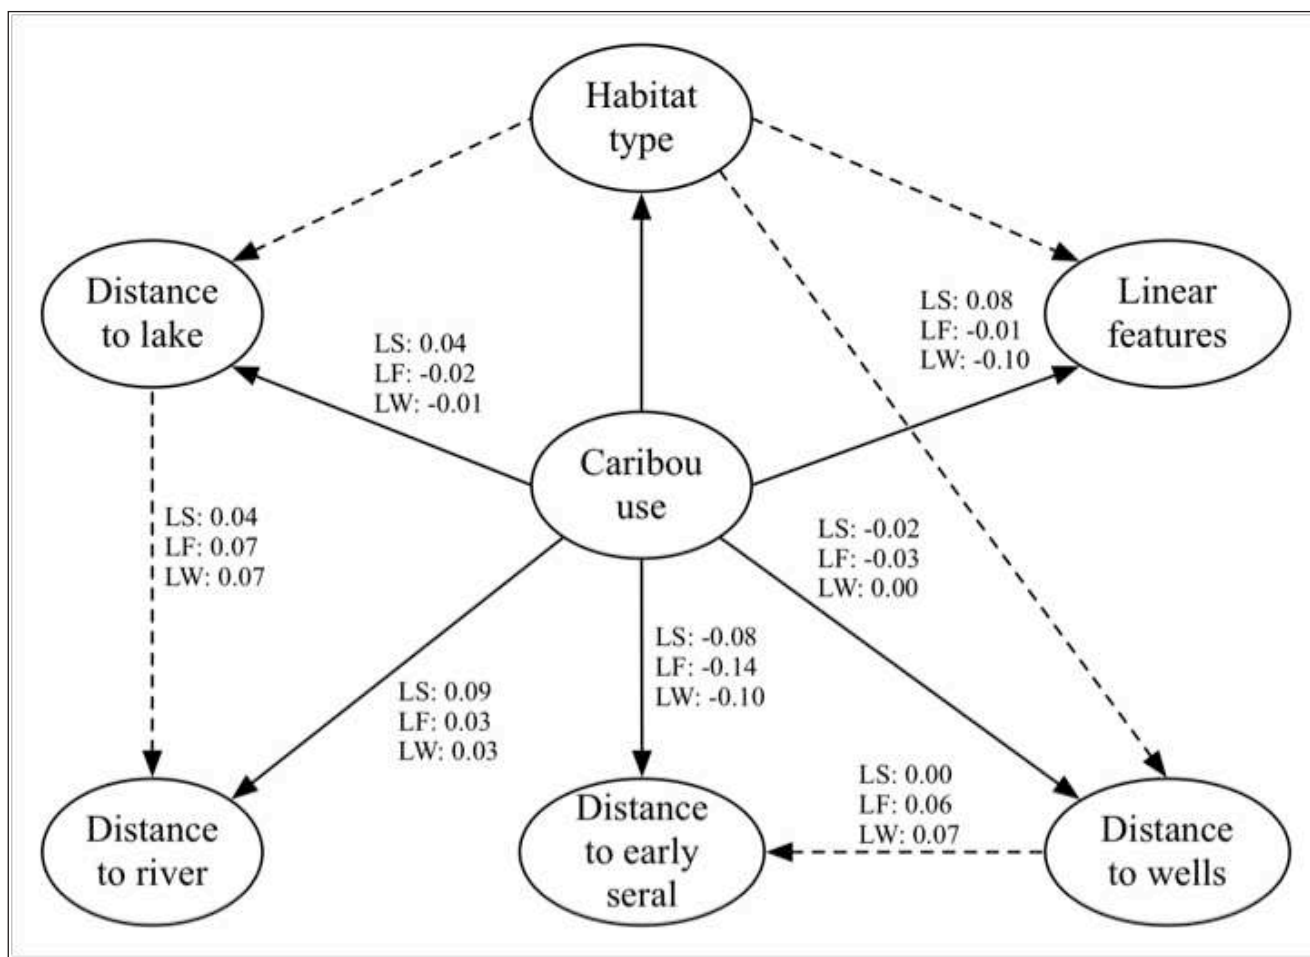 Habitat
type
Distance
to lake
LS: 0.04
LF: -0.02
LW: -0.01
LS: 0.08
LF: -0.01
LW: -0.10
Linear
features
Caribou
use
LS: 0.04
LF: 0.07
LW: 0.07
LS: -0.02
LF: -0.03
LW: 0.00
LS: 0.09
LF: 0.03
LW: 0.03
LS: -0.08
LF: -0.14
LW: -0.10
LS: 0.00
LF: 0.06
LW: 0.07
Distance
to river
Distance
to early
seral
Distance
to wells